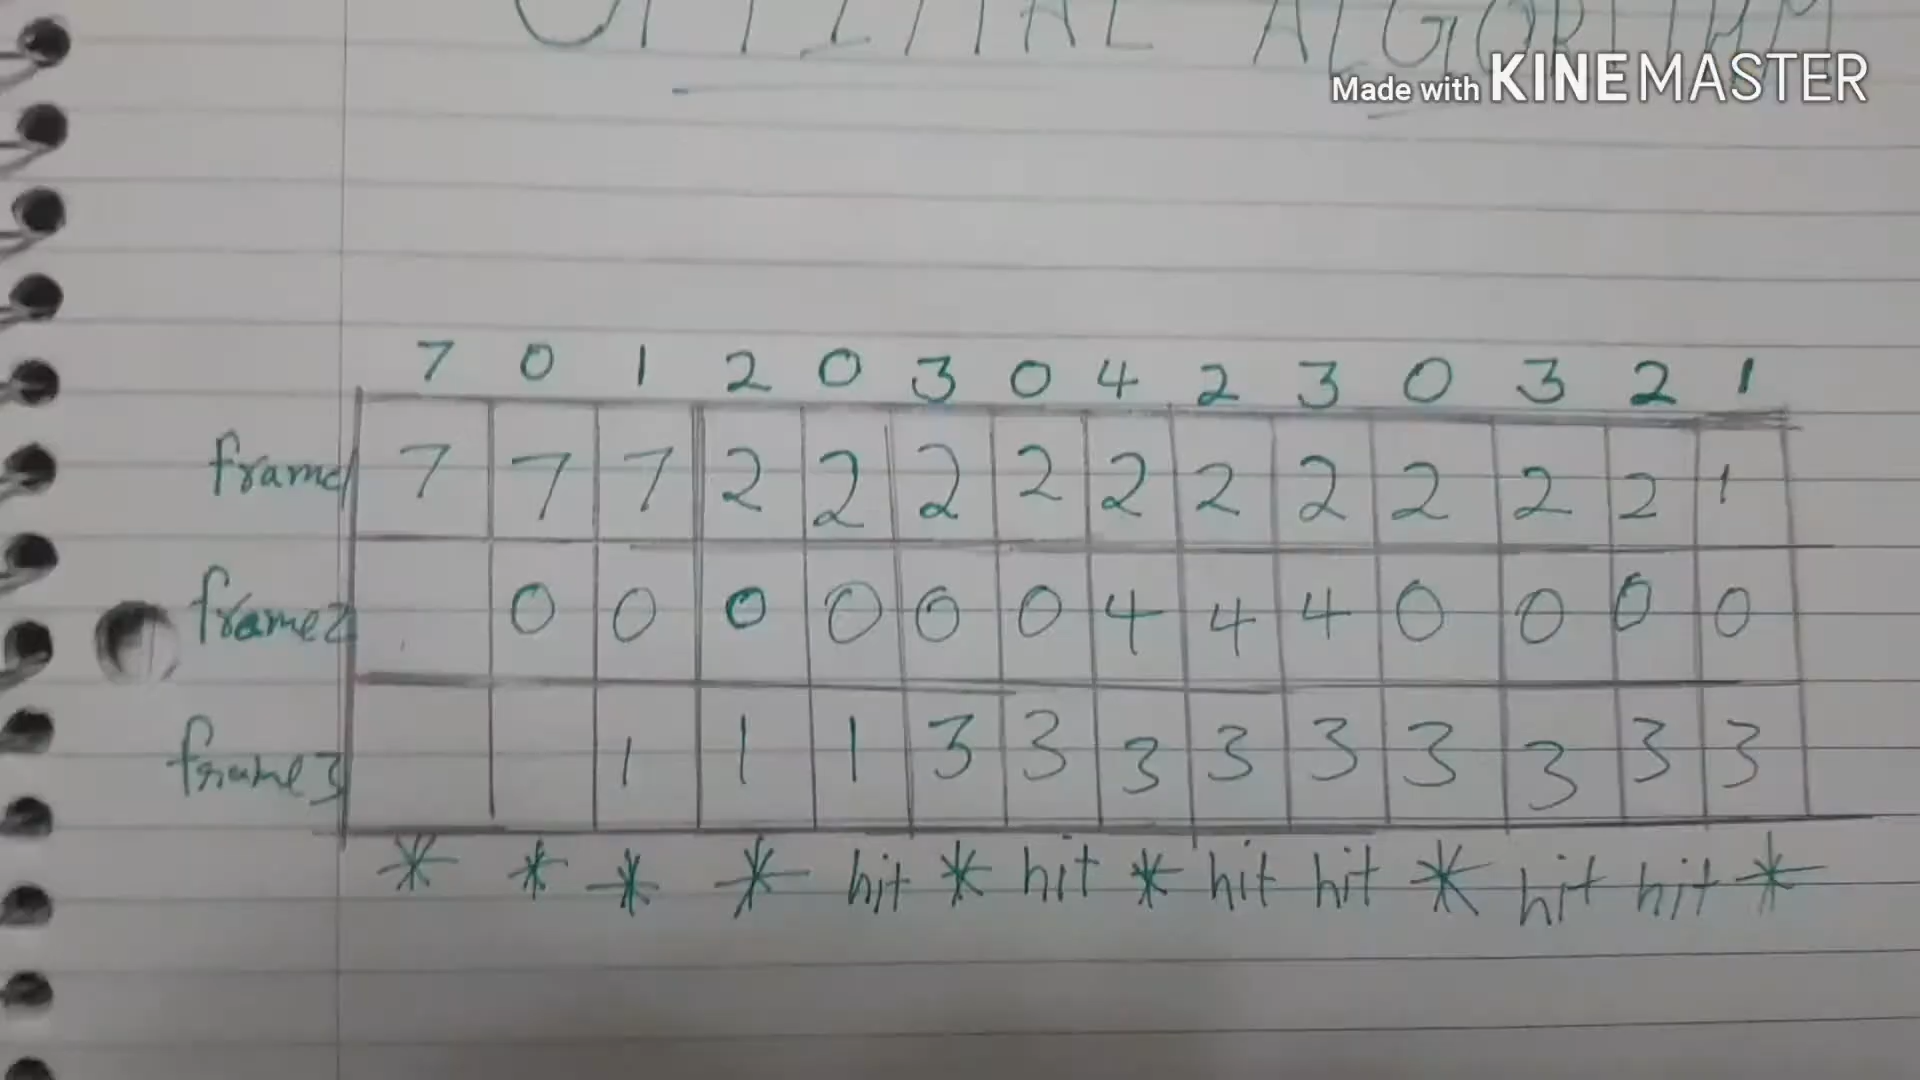 OPTIMAL ALGORITHM
Made with KINEMASTER
7 0 1 2 0 3 0 4 2 3 0 3 2 1
frame1 7 7 7 2 2 2 2 2 2 2 2 2 2 1
frame2 0 0 0 0 0 0 4 4 4 0 0 0 0
frame3 1 1 1 3 3 3 3 3 3 3 3 3
* * * * hit * hit * hit hit * hit hit *